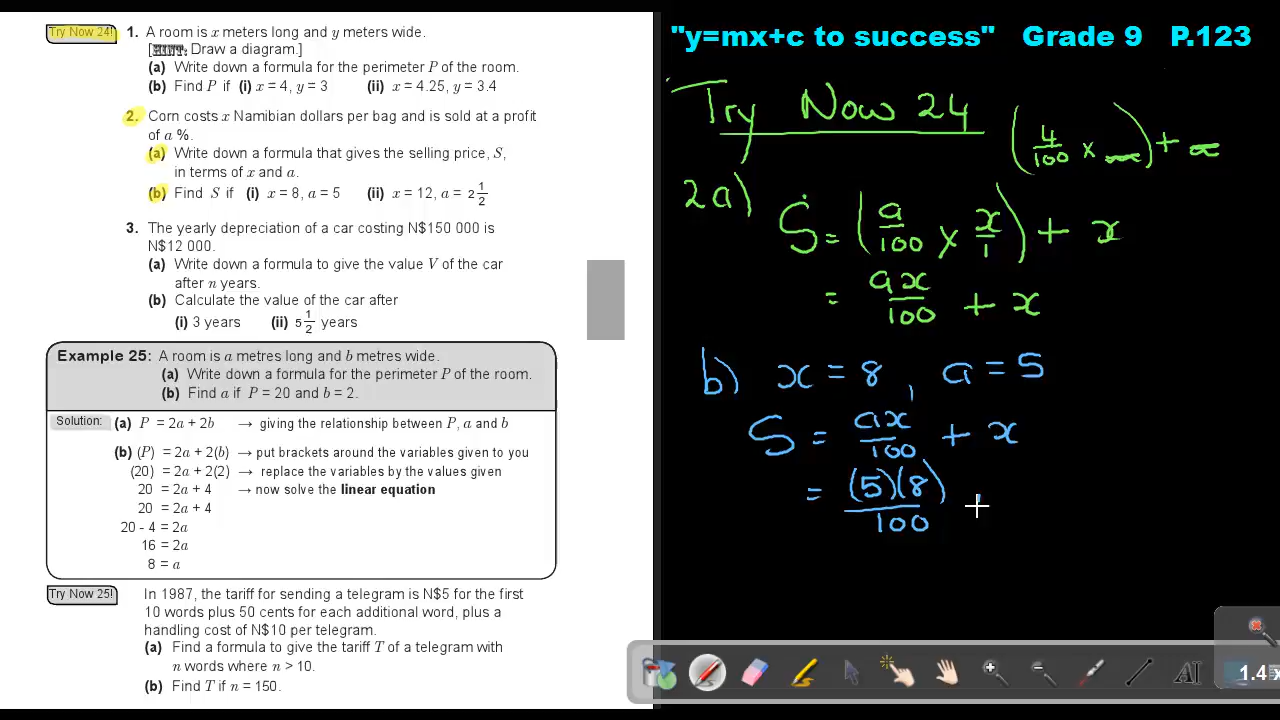 Try Now 24!
1. A room is x meters long and y meters wide.
[HINT: Draw a diagram.]
(a) Write down a formula for the perimeter P of the room.
(b) Find P if (i) x = 4, y = 3 (ii) x = 4.25, y = 3.4
2. Corn costs x Namibian dollars per bag and is sold at a profit
of a %.
(a) Write down a formula that gives the selling price, S,
in terms of x and a.
(b) Find S if (i) x = 8, a = 5 (ii) x = 12, a = 2 1/2
3. The yearly depreciation of a car costing N$150 000 is
N$12 000.
(a) Write down a formula to give the value V of the car
after n years.
(b) Calculate the value of the car after
(i) 3 years (ii) 5 1/2 years
Example 25: A room is a metres long and b metres wide.
(a) Write down a formula for the perimeter P of the room.
(b) Find a if P = 20 and b = 2.
Solution: (a) P = 2a + 2b → giving the relationship between P, a and b
(b) (P) = 2a + 2(b) → put brackets around the variables given to you
(20) = 2a + 2(2) → replace the variables by the values given
20 = 2a + 4 → now solve the linear equation
20 = 2a + 4
20 - 4 = 2a
16 = 2a
8 = a
Try Now 25! In 1987, the tariff for sending a telegram is N$5 for the first
10 words plus 50 cents for each additional word, plus a
handling cost of N$10 per telegram.
(a) Find a formula to give the tariff T of a telegram with
n words where n > 10.
(b) Find T if n = 150.
"y=mx+c to success" Grade 9 P.123
Try Now 24
(4/100 × ) +
2a) S = (a/100 × x/1) + x
= ax/100 + x
b) x = 8, a = 5
S = ax/100 + x
= (5)(8)/100
AI
1.4 x